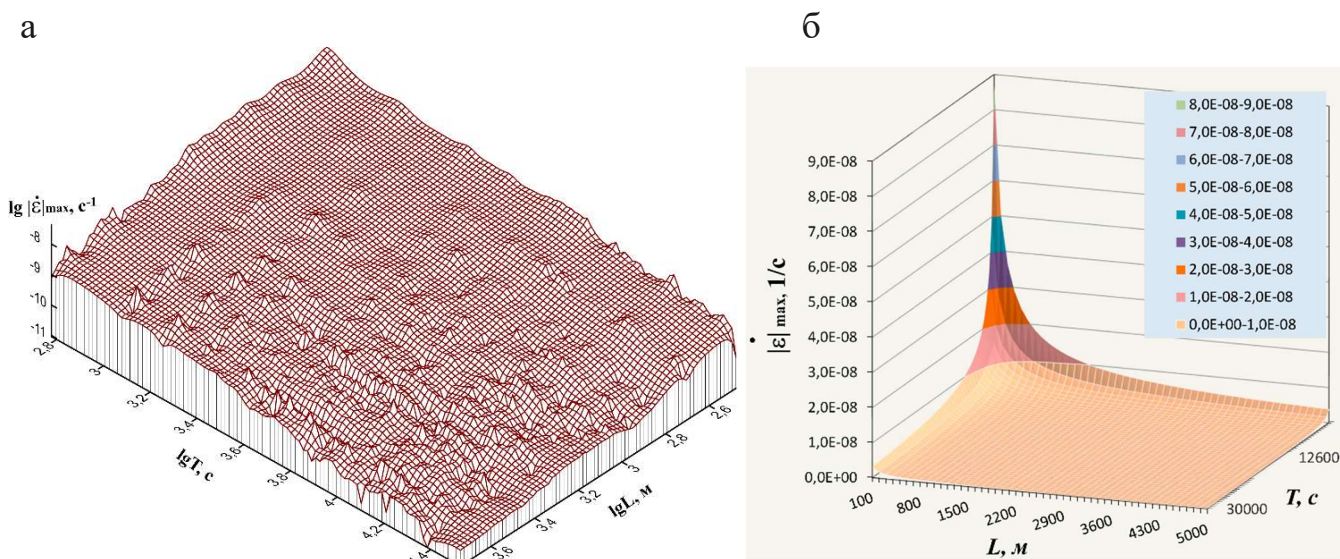 а
б
lg |ε̇|max, с⁻¹
-8
-9
-10
-11
2,8
3
3,2
3,4
3,6
3,8
4
4,2
4,4
lgT, с
3,6
3,4
3,2
3
2,8
2,6
lgL, м
9,0E-08
8,0E-08
7,0E-08
6,0E-08
5,0E-08
4,0E-08
3,0E-08
2,0E-08
1,0E-08
0,0E+00
|ε̇| max, 1/с
100
800
1500
2200
2900
3600
4300
5000
L, м
30000
12600
T, с
8,0E-08-9,0E-08
7,0E-08-8,0E-08
6,0E-08-7,0E-08
5,0E-08-6,0E-08
4,0E-08-5,0E-08
3,0E-08-4,0E-08
2,0E-08-3,0E-08
1,0E-08-2,0E-08
0,0E+00-1,0E-08